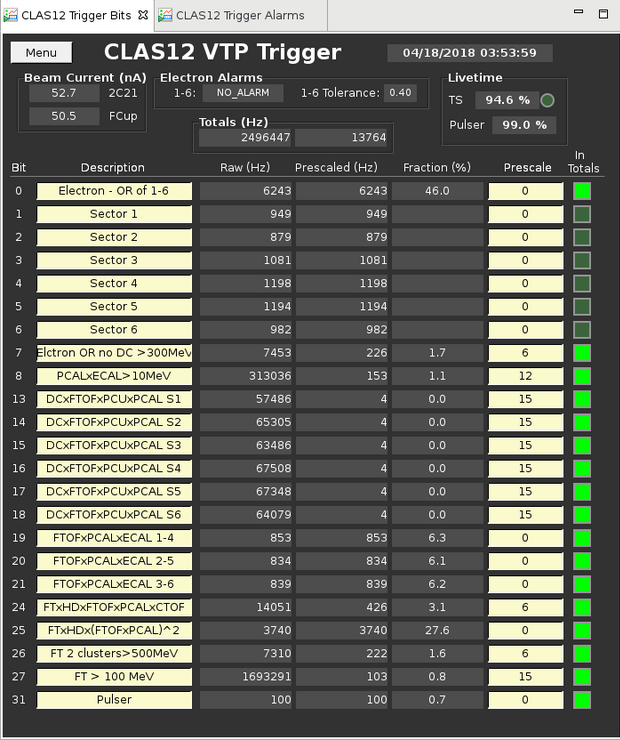 CLAS12 Trigger Bits CLAS12 Trigger Alarms
Menu CLAS12 VTP Trigger 04/18/2018 03:53:59
Beam Current (nA) Electron Alarms Livetime
52.7 2C21 1-6: NO_ALARM 1-6 Tolerance: 0.40 TS 94.6 %
50.5 FCup Totals (Hz) Pulser 99.0 %
2496447 13764
Bit Description Raw (Hz) Prescaled (Hz) Fraction (%) Prescale In Totals
0 Electron - OR of 1-6 6243 6243 46.0 0
1 Sector 1 949 949 0
2 Sector 2 879 879 0
3 Sector 3 1081 1081 0
4 Sector 4 1198 1198 0
5 Sector 5 1194 1194 0
6 Sector 6 982 982 0
7 Elctron OR no DC >300MeV 7453 226 1.7 6
8 PCALxECAL>10MeV 313036 153 1.1 12
13 DCxFTOFxPCUxPCAL S1 57486 4 0.0 15
14 DCxFTOFxPCUxPCAL S2 65305 4 0.0 15
15 DCxFTOFxPCUxPCAL S3 63486 4 0.0 15
16 DCxFTOFxPCUxPCAL S4 67508 4 0.0 15
17 DCxFTOFxPCUxPCAL S5 67348 4 0.0 15
18 DCxFTOFxPCUxPCAL S6 64079 4 0.0 15
19 FTOFxPCALxECAL 1-4 853 853 6.3 0
20 FTOFxPCALxECAL 2-5 834 834 6.1 0
21 FTOFxPCALxECAL 3-6 839 839 6.2 0
24 FTxHDxFTOFxPCALxCTOF 14051 426 3.1 6
25 FTxHDx(FTOFxPCAL)^2 3740 3740 27.6 0
26 FT 2 clusters>500MeV 7310 222 1.6 6
27 FT > 100 MeV 1693291 103 0.8 15
31 Pulser 100 100 0.7 0